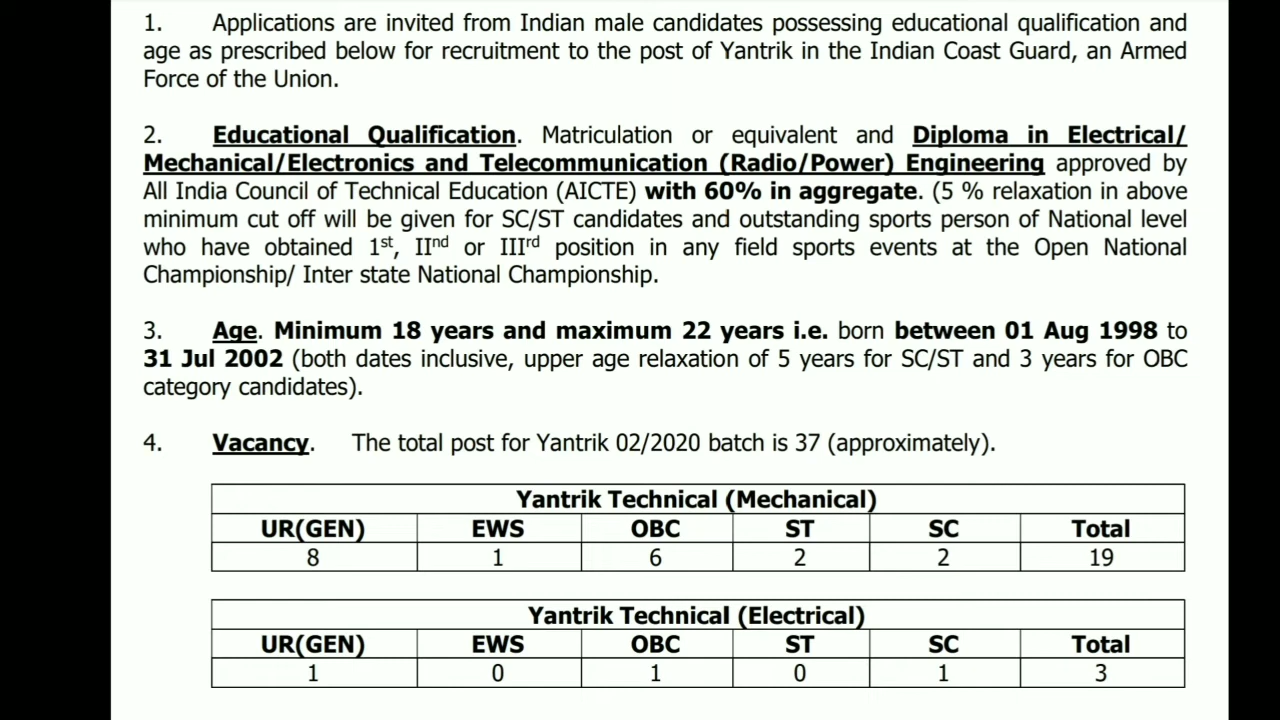 1. Applications are invited from Indian male candidates possessing educational qualification and
age as prescribed below for recruitment to the post of Yantrik in the Indian Coast Guard, an Armed
Force of the Union.
2. Educational Qualification. Matriculation or equivalent and Diploma in Electrical/
Mechanical/Electronics and Telecommunication (Radio/Power) Engineering approved by
All India Council of Technical Education (AICTE) with 60% in aggregate. (5 % relaxation in above
minimum cut off will be given for SC/ST candidates and outstanding sports person of National level
who have obtained 1st, IInd or IIIrd position in any field sports events at the Open National
Championship/ Inter state National Championship.
3. Age. Minimum 18 years and maximum 22 years i.e. born between 01 Aug 1998 to
31 Jul 2002 (both dates inclusive, upper age relaxation of 5 years for SC/ST and 3 years for OBC
category candidates).
4. Vacancy. The total post for Yantrik 02/2020 batch is 37 (approximately).
Yantrik Technical (Mechanical)
UR(GEN) EWS OBC ST SC Total
8 1 6 2 2 19
Yantrik Technical (Electrical)
UR(GEN) EWS OBC ST SC Total
1 0 1 0 1 3